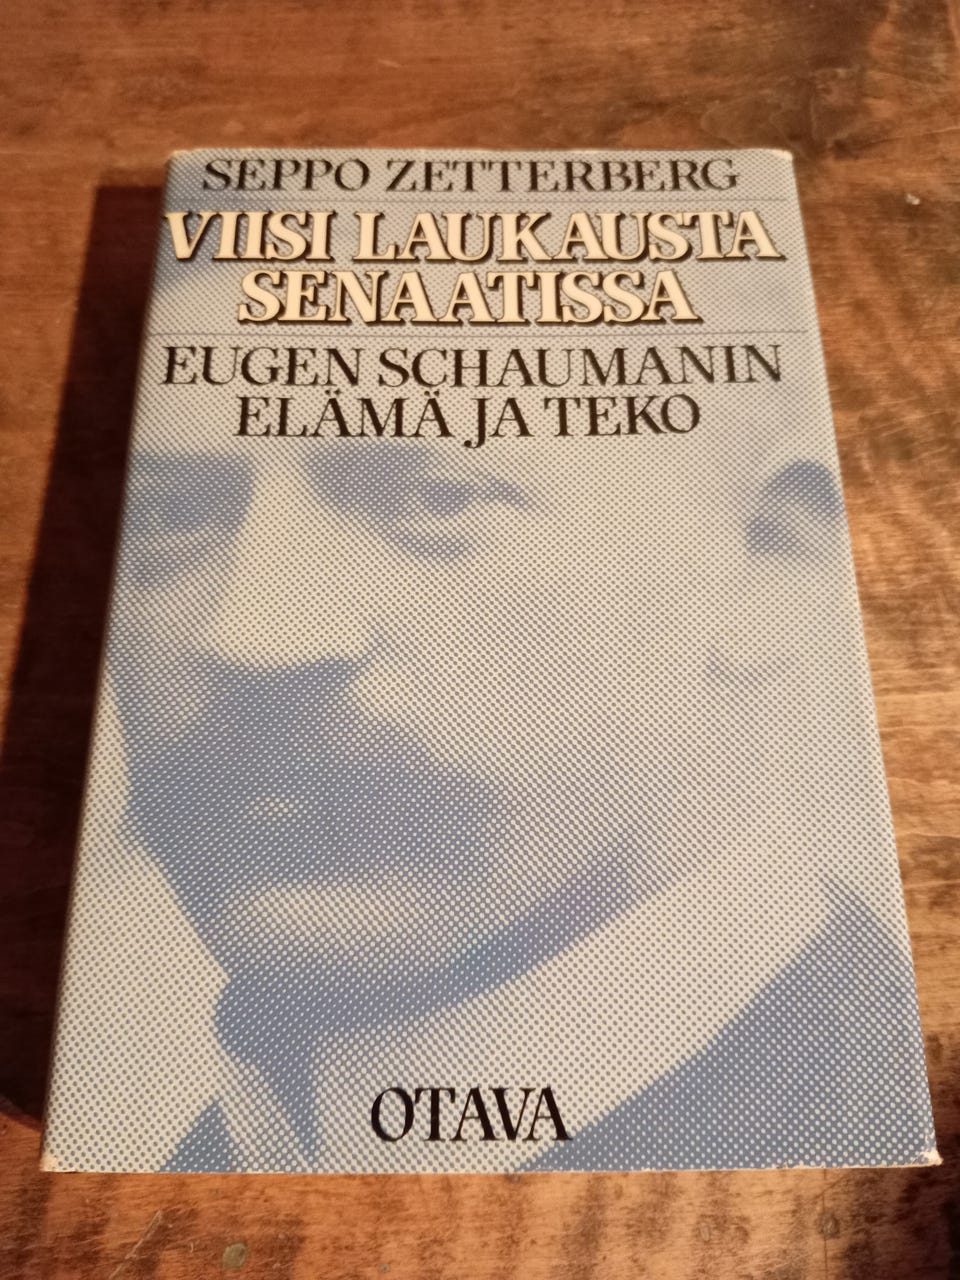 SEPPO ZETTERBERG
VIISI LAUKAUSTA
SENAATISSA
EUGEN SCHAUMANIN
ELÄMÄ JA TEKO
OTAVA